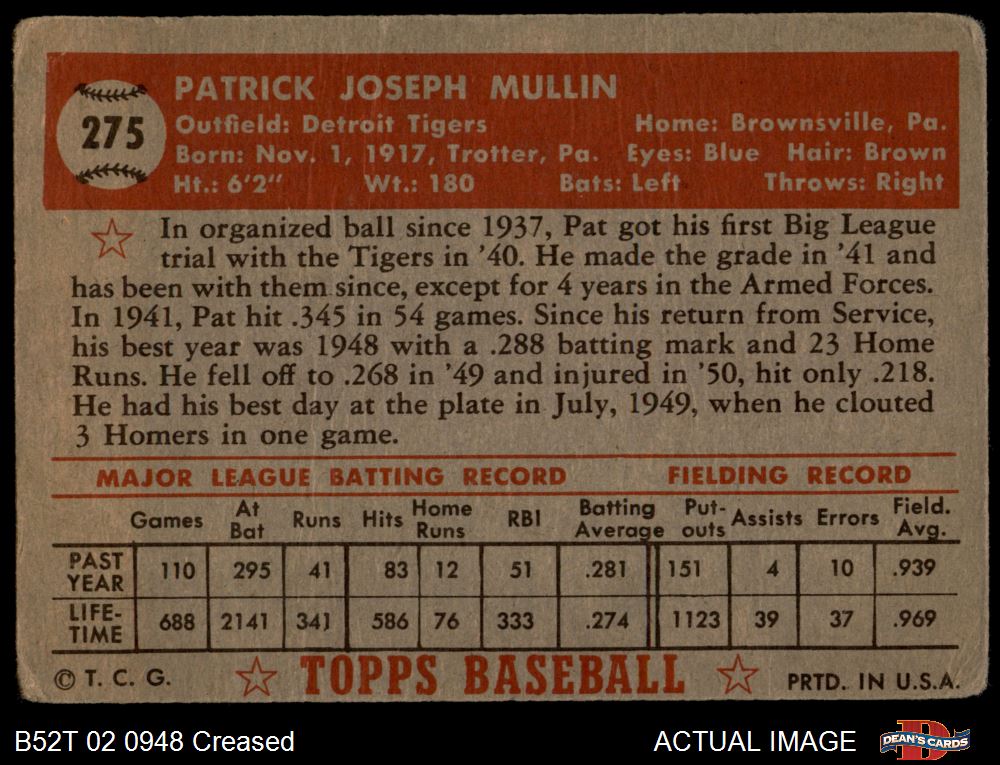 275
PATRICK JOSEPH MULLIN
Outfield: Detroit Tigers Home: Brownsville, Pa.
Born: Nov. 1, 1917, Trotter, Pa. Eyes: Blue Hair: Brown
Ht.: 6'2" Wt.: 180 Bats: Left Throws: Right
In organized ball since 1937, Pat got his first Big League
trial with the Tigers in '40. He made the grade in '41 and
has been with them since, except for 4 years in the Armed Forces.
In 1941, Pat hit .345 in 54 games. Since his return from Service,
his best year was 1948 with a .288 batting mark and 23 Home
Runs. He fell off to .268 in '49 and injured in '50, hit only .218.
He had his best day at the plate in July, 1949, when he clouted
3 Homers in one game.
MAJOR LEAGUE BATTING RECORD FIELDING RECORD
Games At Bat Runs Hits Home Runs RBI Batting Average Put-outs Assists Errors Field. Avg.
PAST YEAR 110 295 41 83 12 51 .281 151 4 10 .939
LIFE-TIME 688 2141 341 586 76 333 .274 1123 39 37 .969
© T. C. G. TOPPS BASEBALL PRTD. IN U.S.A.
B52T 02 0948 Creased ACTUAL IMAGE D DEAN'S CARDS